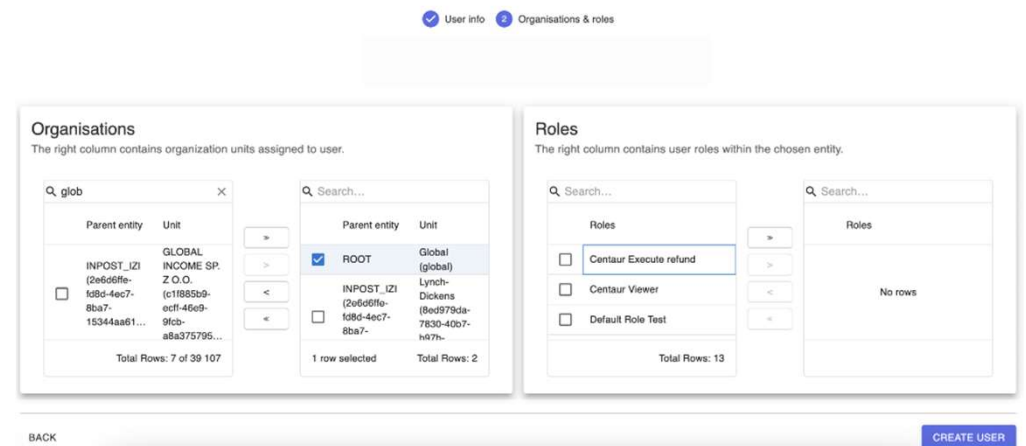 User info 2 Organisations & roles
Organisations
The right column contains organization units assigned to user.
glob
Parent entity Unit
INPOST_IZI
(2e6d6ffe-
fd8d-4ec7-
8ba7-
15344aa61...
GLOBAL
INCOME SP.
Z O.O.
(c1f885b9-
ecff-46e9-
9fcb-
a8a375795...
Total Rows: 7 of 39 107
»
>
<
«
Search...
Parent entity Unit
ROOT
Global
(global)
INPOST_IZI
(2e6d6ffe-
fd8d-4ec7-
8ba7-
Lynch-
Dickens
(8ed979da-
7830-40b7-
b97b-
1 row selected Total Rows: 2
Roles
The right column contains user roles within the chosen entity.
Search...
Roles
Centaur Execute refund
Centaur Viewer
Default Role Test
Total Rows: 13
»
>
<
«
Search...
Roles
No rows
BACK CREATE USER